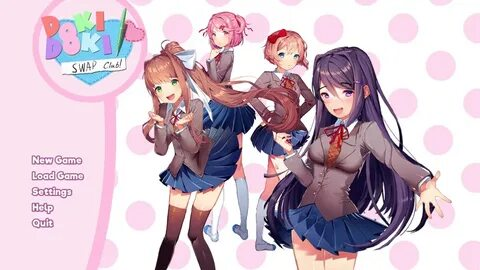 DOKI
DOKI
SWAP Club!
New Game
Load Game
Settings
Help
Quit